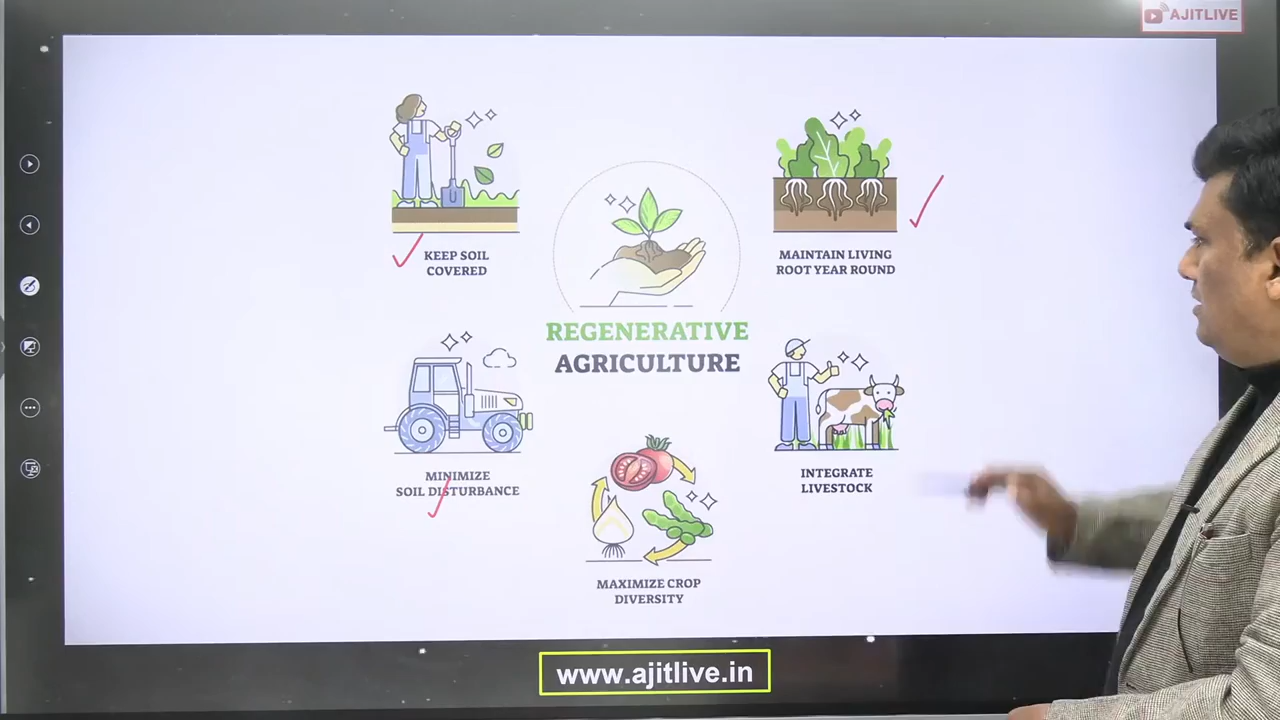 AJITLIVE
KEEP SOIL
COVERED
MAINTAIN LIVING
ROOT YEAR ROUND
REGENERATIVE
AGRICULTURE
MINIMIZE
SOIL DISTURBANCE
INTEGRATE
LIVESTOCK
MAXIMIZE CROP
DIVERSITY
www.ajitlive.in